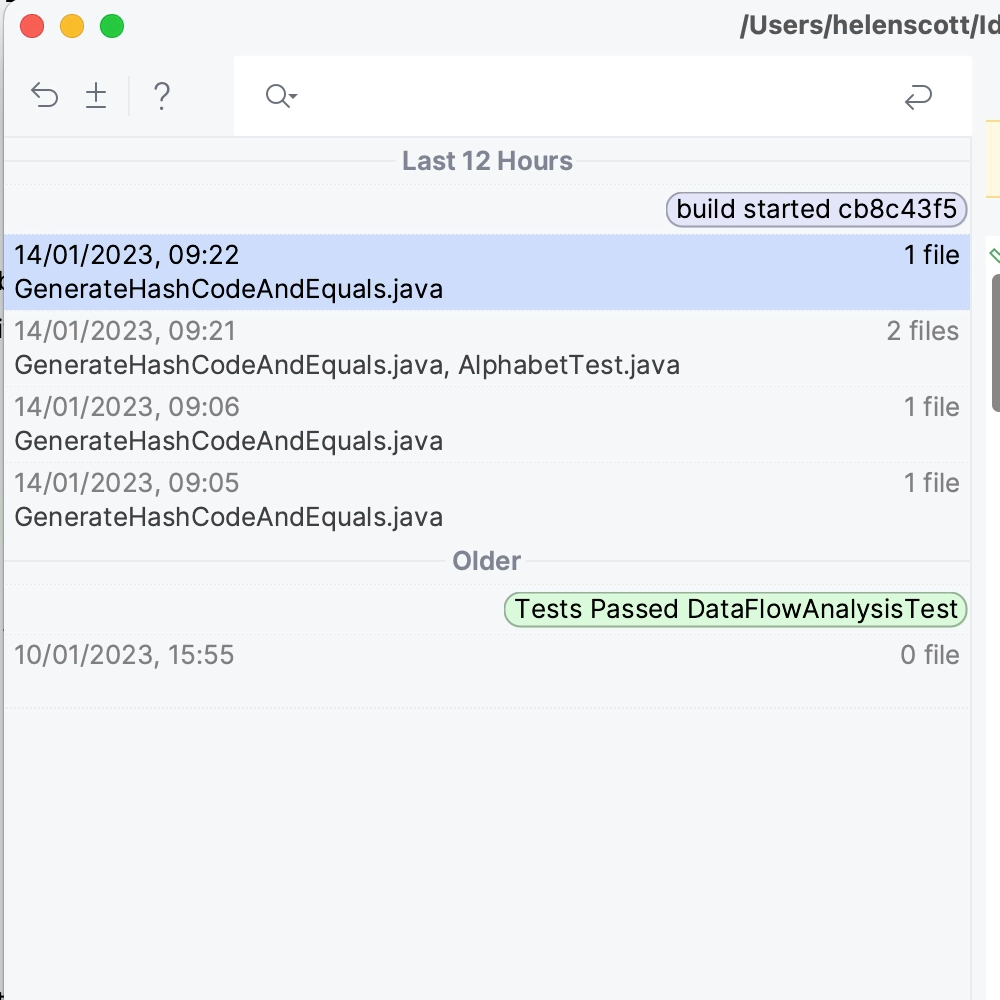 /Users/helenscott/Id
?
Last 12 Hours
build started cb8c43f5
14/01/2023, 09:22 1 file
GenerateHashCodeAndEquals.java
14/01/2023, 09:21 2 files
GenerateHashCodeAndEquals.java, AlphabetTest.java
14/01/2023, 09:06 1 file
GenerateHashCodeAndEquals.java
14/01/2023, 09:05 1 file
GenerateHashCodeAndEquals.java
Older
Tests Passed DataFlowAnalysisTest
10/01/2023, 15:55 0 file